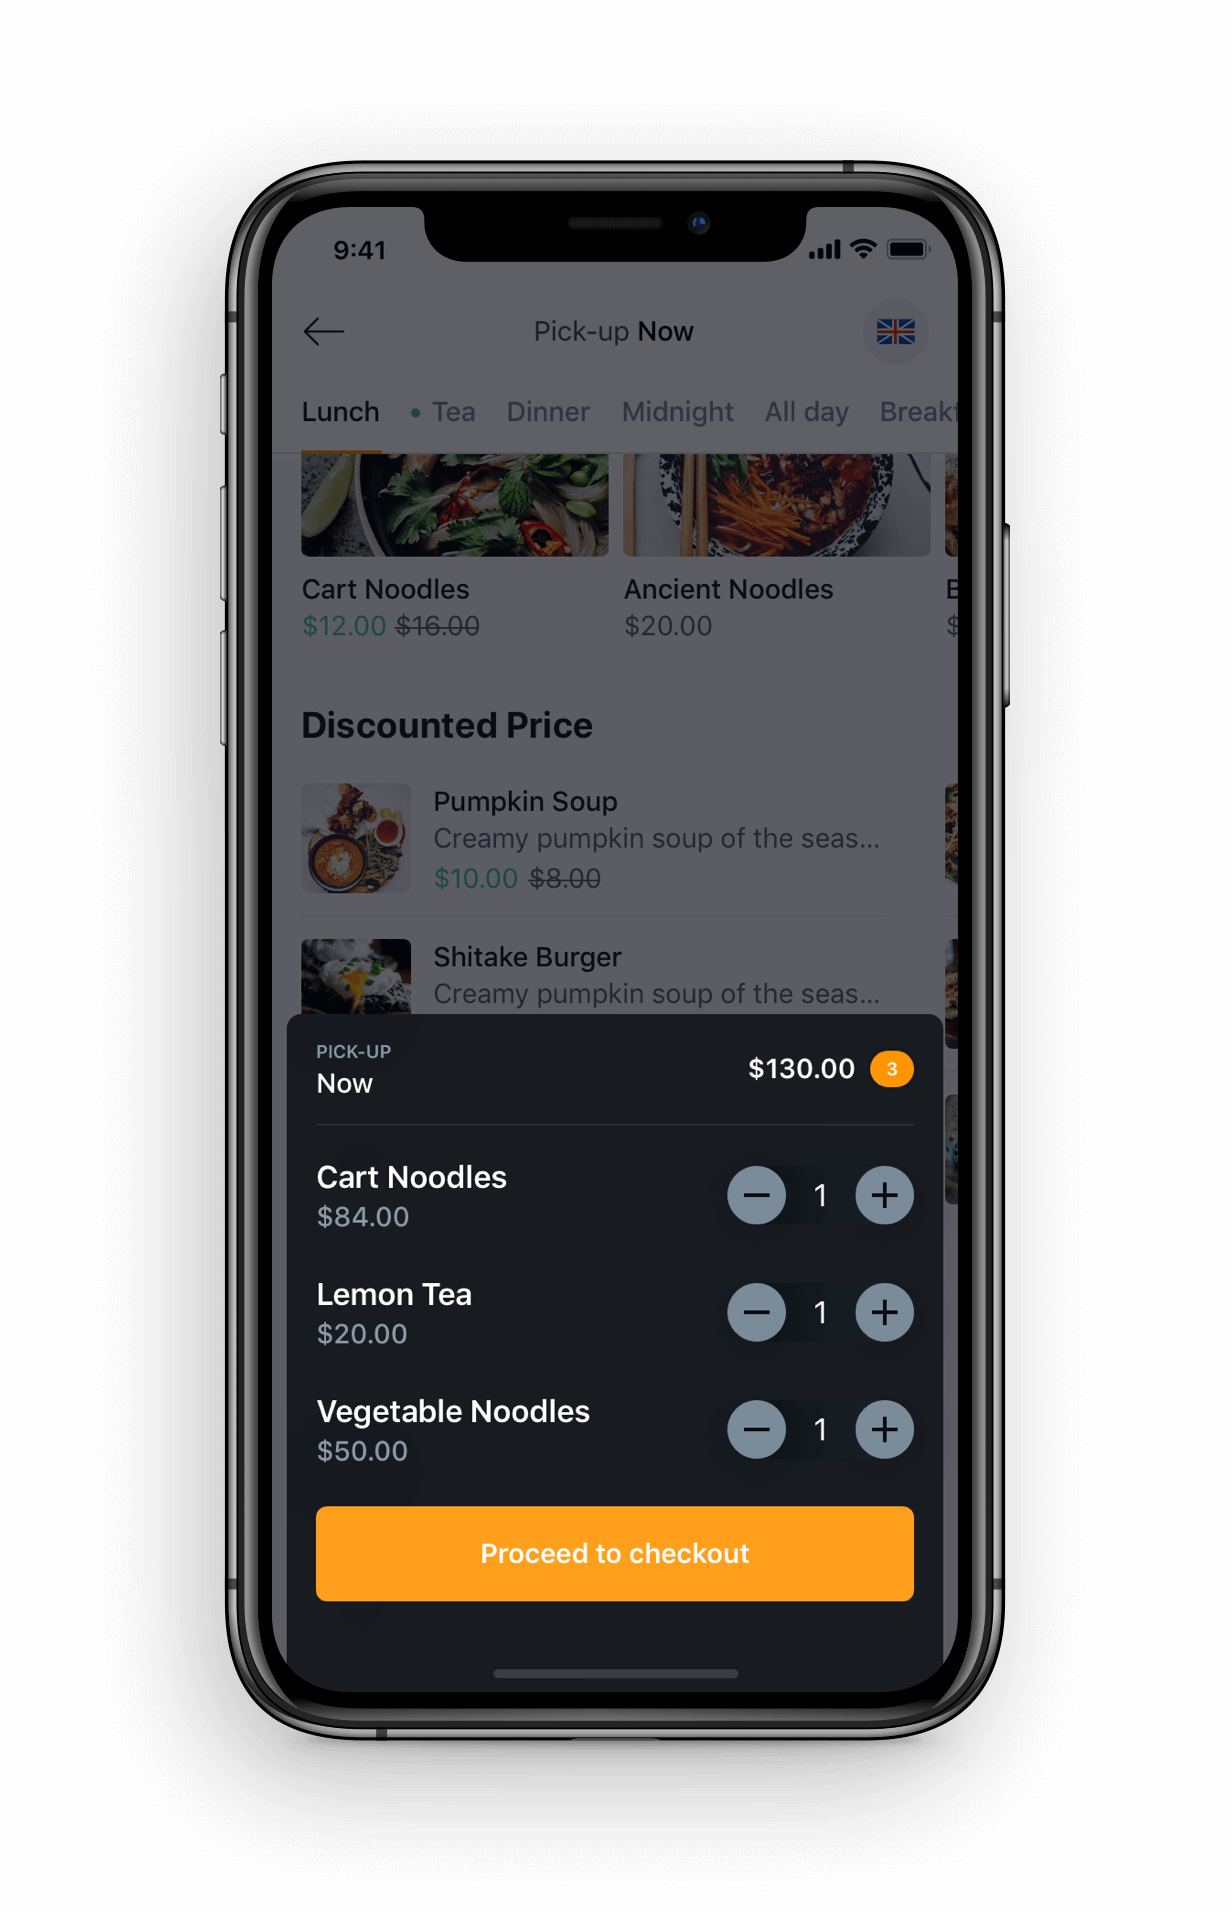 9:41
Pick-up Now
Lunch Tea Dinner Midnight All day Breakf
Cart Noodles
$12.00 $16.00
Ancient Noodles
$20.00
Discounted Price
Pumpkin Soup
Creamy pumpkin soup of the seas...
$10.00 $8.00
Shitake Burger
Creamy pumpkin soup of the seas...
PICK-UP
Now
$130.00 3
Cart Noodles
$84.00
1
Lemon Tea
$20.00
1
Vegetable Noodles
$50.00
1
Proceed to checkout